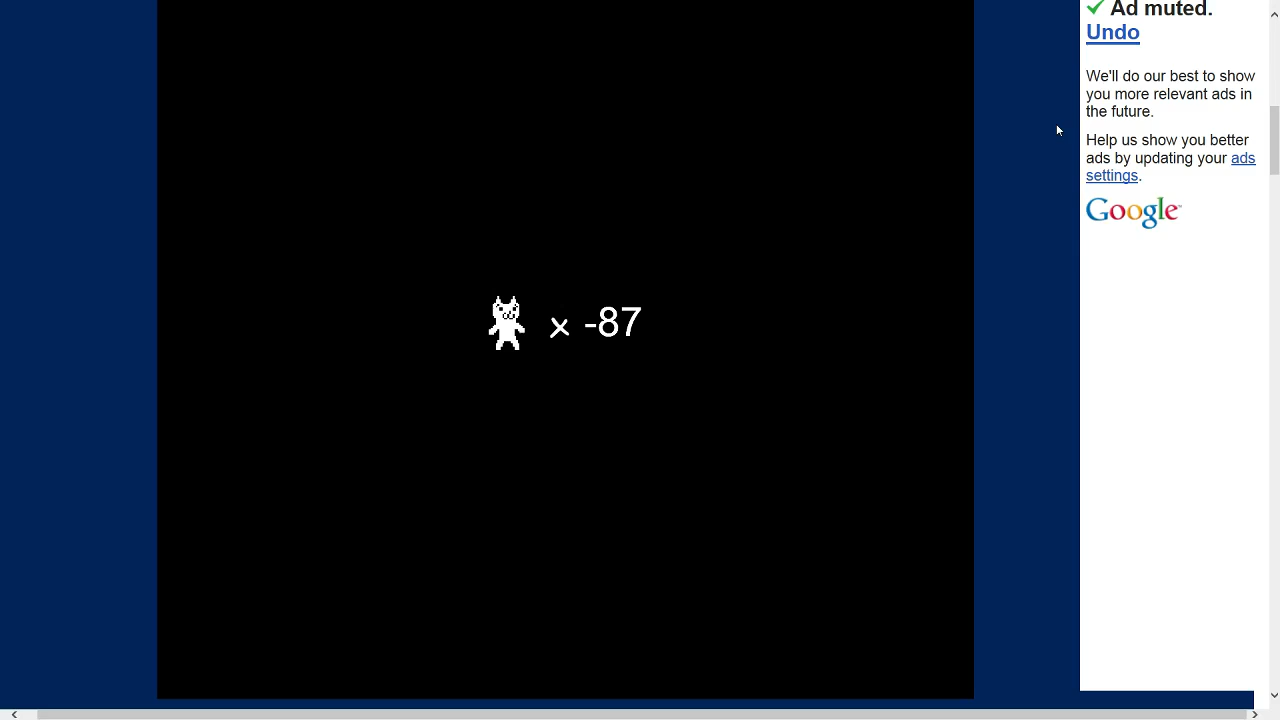 x -87
✓ Ad muted.
Undo
We'll do our best to show
you more relevant ads in
the future.
Help us show you better
ads by updating your ads
settings.
Google™